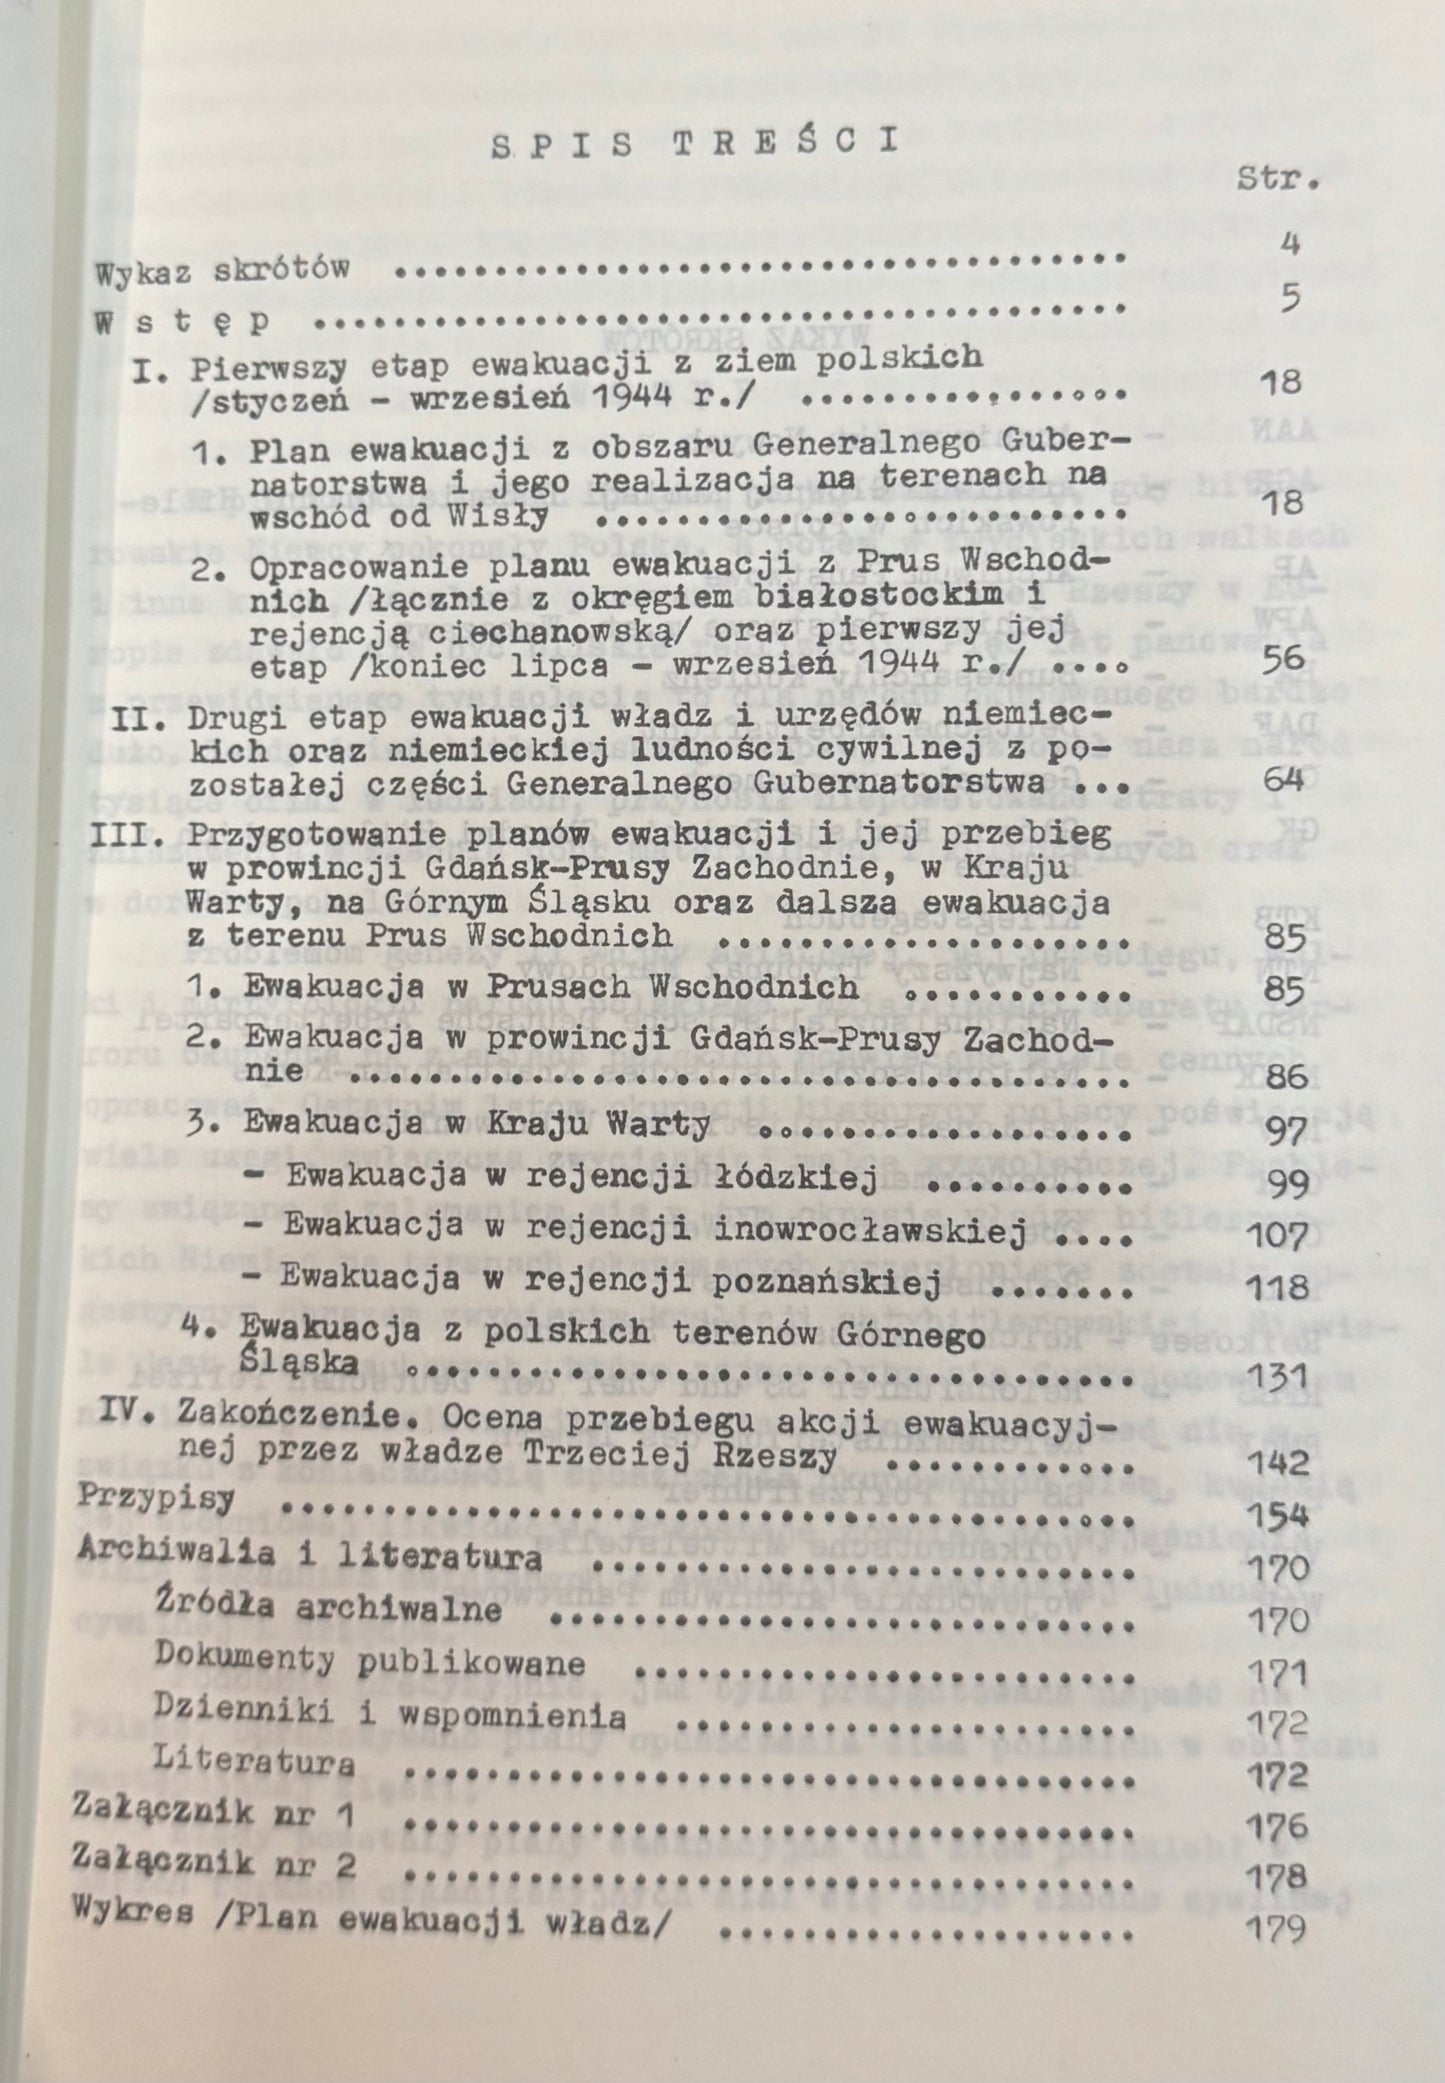 SPIS TREŚCI
Str.
Wykaz skrótów .................................... 4
Wstęp ........................................ 5
I. Pierwszy etap ewakuacji z ziem polskich
/styczeń - wrzesień 1944 r./ ................ 18
1. Plan ewakuacji z obszaru Generalnego Guber-
natorstwa i jego realizacja na terenach na
wschód od Wisły .......................... 18
2. Opracowanie planu ewakuacji z Prus Wschod-
nich /łącznie z okręgiem białostockim i
rejencją ciechanowską/ oraz pierwszy jej
etap /koniec lipca - wrzesień 1944 r./ .... 56
II. Drugi etap ewakuacji władz i urzędów niemiec-
kich oraz niemieckiej ludności cywilnej z po-
zostałej części Generalnego Gubernatorstwa ... 64
III. Przygotowanie planów ewakuacji i jej przebieg
w prowincji Gdańsk-Prusy Zachodnie, w Kraju
Warty, na Górnym Śląsku oraz dalsza ewakuacja
z terenu Prus Wschodnich .................... 85
1. Ewakuacja w Prusach Wschodnich ........... 85
2. Ewakuacja w prowincji Gdańsk-Prusy Zachod-
nie ...................................... 86
3. Ewakuacja w Kraju Warty .................. 97
- Ewakuacja w rejencji łódzkiej .......... 99
- Ewakuacja w rejencji inowrocławskiej .... 107
- Ewakuacja w rejencji poznańskiej ....... 118
4. Ewakuacja z polskich terenów Górnego
Śląska ................................... 131
IV. Zakończenie. Ocena przebiegu akcji ewakuacyj-
nej przez władze Trzeciej Rzeszy ............ 142
Przypisy ......................................... 154
Archiwalia i literatura .......................... 170
Źródła archiwalne ............................ 170
Dokumenty publikowane ........................ 171
Dzienniki i wspomnienia ...................... 172
Literatura ................................... 172
Załącznik nr 1 ................................... 176
Załącznik nr 2 ................................... 178
Wykres /Plan ewakuacji władz/ .................... 179